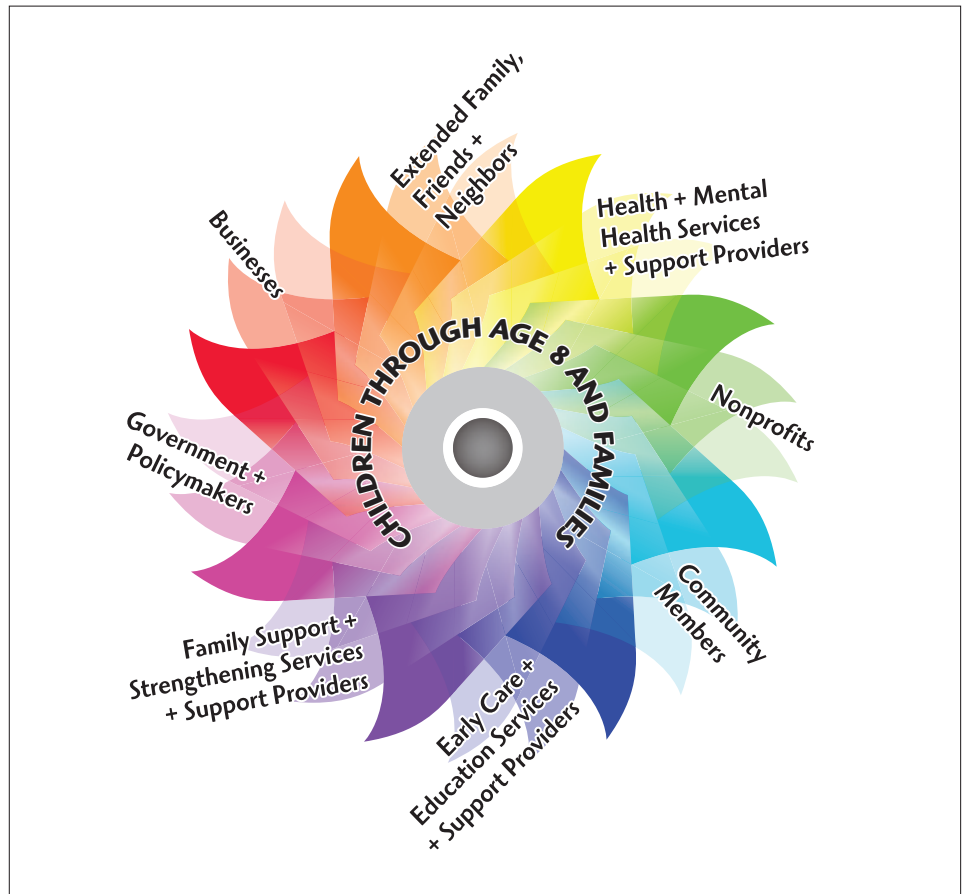 Extended Family,
Friends +
Neighbors
Health + Mental
Health Services
+ Support Providers
Nonprofits
Community
Members
Early Care +
Education Services
+ Support Providers
Family Support +
Strengthening Services
+ Support Providers
Government +
Policymakers
Businesses
CHILDREN THROUGH AGE 8 AND FAMILIES